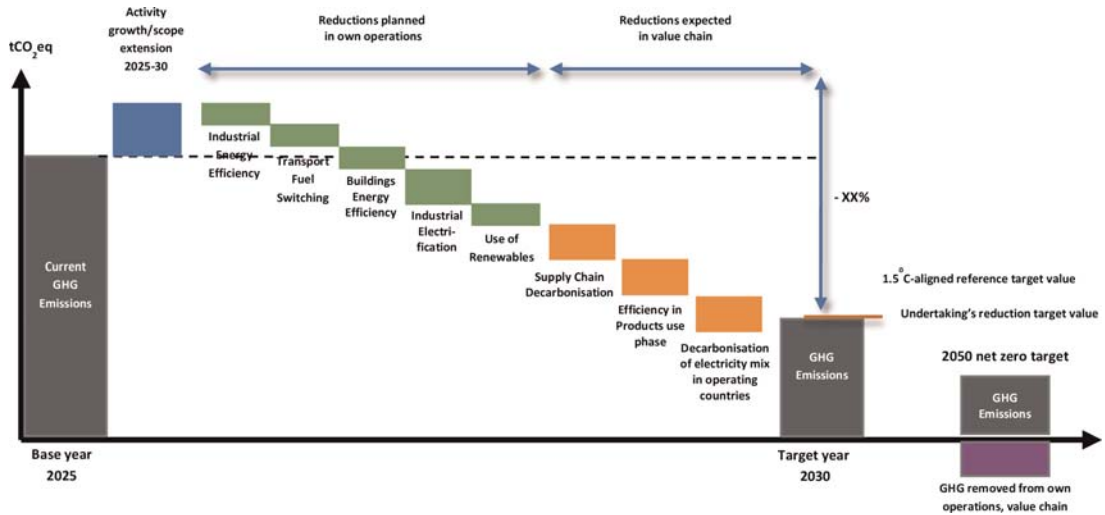 Activity
growth/scope
extension
2025-30
Reductions planned
in own operations
Reductions expected
in value chain
tCO2eq
Industrial
Energy
Efficiency
Transport
Fuel
Switching
Buildings
Energy
Efficiency
Industrial
Electri-
fication
Use of
Renewables
Supply Chain
Decarbonisation
Efficiency in
Products use
phase
Decarbonisation
of electricity mix
in operating
countries
- XX%
1.5°C-aligned reference target value
Undertaking's reduction target value
Current
GHG
Emissions
GHG
Emissions
2050 net zero target
GHG
Emissions
Base year
2025
Target year
2030
GHG removed from own
operations, value chain